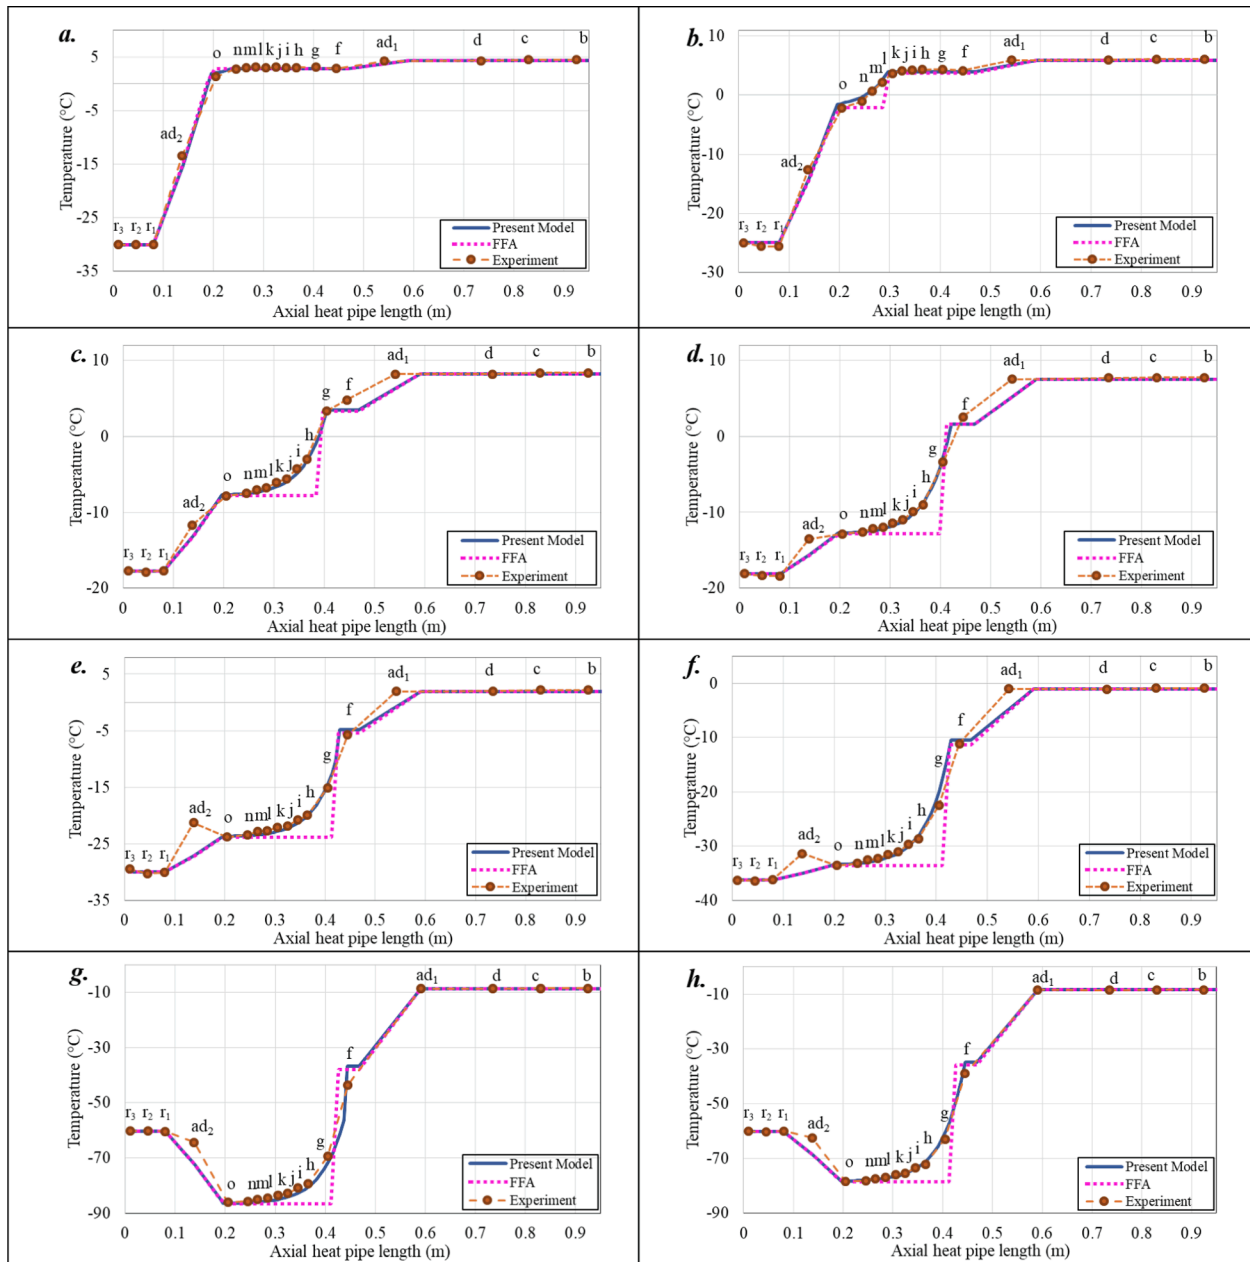 a.
Temperature (°C)
5
-5
-15
-25
-35
r₃ r₂ r₁
ad₂
o n m l k j i h g f ad₁ d c b
Present Model
FFA
Experiment
0 0.1 0.2 0.3 0.4 0.5 0.6 0.7 0.8 0.9
Axial heat pipe length (m)
b.
Temperature (°C)
10
0
-10
-20
-30
r₃ r₂ r₁
ad₂
o n m l k j i h g f ad₁ d c b
Present Model
FFA
Experiment
0 0.1 0.2 0.3 0.4 0.5 0.6 0.7 0.8 0.9
Axial heat pipe length (m)
c.
Temperature (°C)
10
0
-10
-20
r₃ r₂ r₁
ad₂
o n m l k j i h g f ad₁ d c b
Present Model
FFA
Experiment
0 0.1 0.2 0.3 0.4 0.5 0.6 0.7 0.8 0.9
Axial heat pipe length (m)
d.
Temperature (°C)
10
0
-10
-20
r₃ r₂ r₁
ad₂
o n m l k j i h g f ad₁ d c b
Present Model
FFA
Experiment
0 0.1 0.2 0.3 0.4 0.5 0.6 0.7 0.8 0.9
Axial heat pipe length (m)
e.
Temperature (°C)
5
-5
-15
-25
-35
r₃ r₂ r₁
ad₂
o n m l k j i h g f ad₁ d c b
Present Model
FFA
Experiment
0 0.1 0.2 0.3 0.4 0.5 0.6 0.7 0.8 0.9
Axial heat pipe length (m)
f.
Temperature (°C)
0
-10
-20
-30
-40
r₃ r₂ r₁
ad₂
o n m l k j i h g f ad₁ d c b
Present Model
FFA
Experiment
0 0.1 0.2 0.3 0.4 0.5 0.6 0.7 0.8 0.9
Axial heat pipe length (m)
g.
Temperature (°C)
-10
-30
-50
-70
-90
r₃ r₂ r₁
ad₂
o n m l k j i h g f ad₁ d c b
Present Model
FFA
Experiment
0 0.1 0.2 0.3 0.4 0.5 0.6 0.7 0.8 0.9
Axial heat pipe length (m)
h.
Temperature (°C)
-10
-30
-50
-70
-90
r₃ r₂ r₁
ad₂
o n m l k j i h g f ad₁ d c b
Present Model
FFA
Experiment
0 0.1 0.2 0.3 0.4 0.5 0.6 0.7 0.8 0.9
Axial heat pipe length (m)